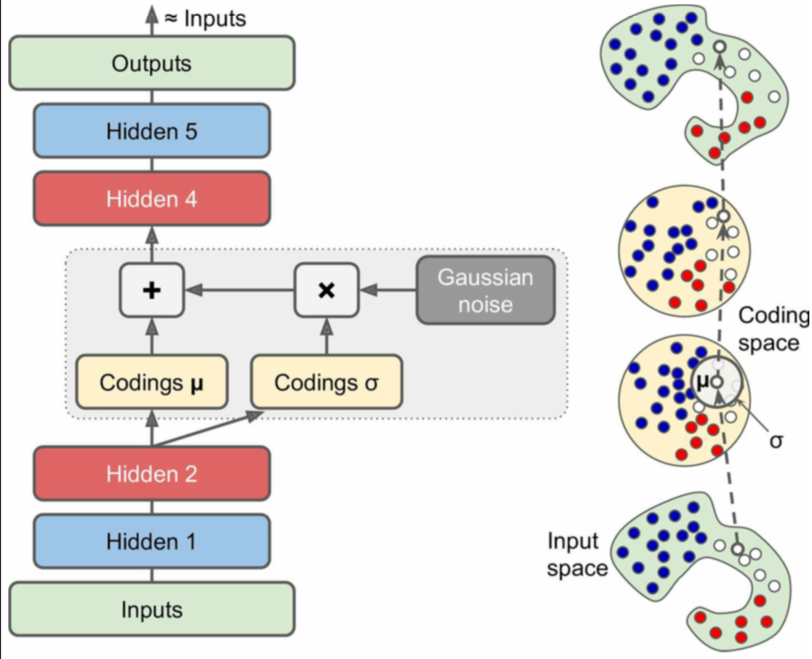 ≈ Inputs
Outputs
Hidden 5
Hidden 4
+
×
Gaussian
noise
Codings μ
Codings σ
Hidden 2
Hidden 1
Inputs
Coding
space
μ
σ
Input
space